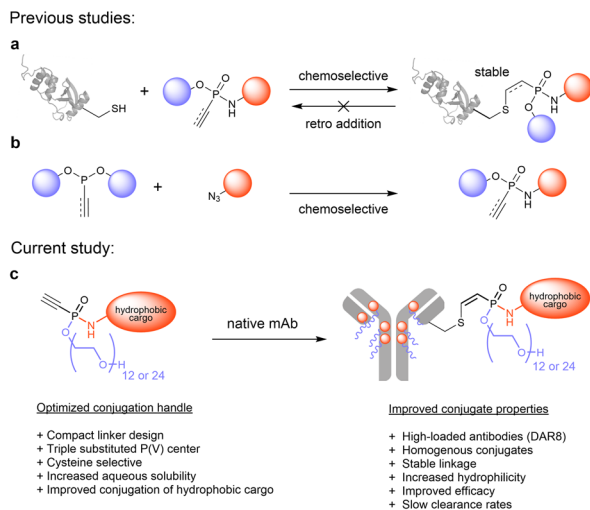 Previous studies:
a
SH
+
O
O
P
N
H
chemoselective
retro addition
stable
S
O
P
N
H
O
b
O
P
O
+
N3
chemoselective
O
O
P
N
H
Current study:
c
O
P
O
N
H
hydrophobic
cargo
O
H
12 or 24
native mAb
S
O
P
O
N
H
hydrophobic
cargo
O
H
12 or 24
Optimized conjugation handle
+ Compact linker design
+ Triple substituted P(V) center
+ Cysteine selective
+ Increased aqueous solubility
+ Improved conjugation of hydrophobic cargo
Improved conjugate properties
+ High-loaded antibodies (DAR8)
+ Homogenous conjugates
+ Stable linkage
+ Increased hydrophilicity
+ Improved efficacy
+ Slow clearance rates